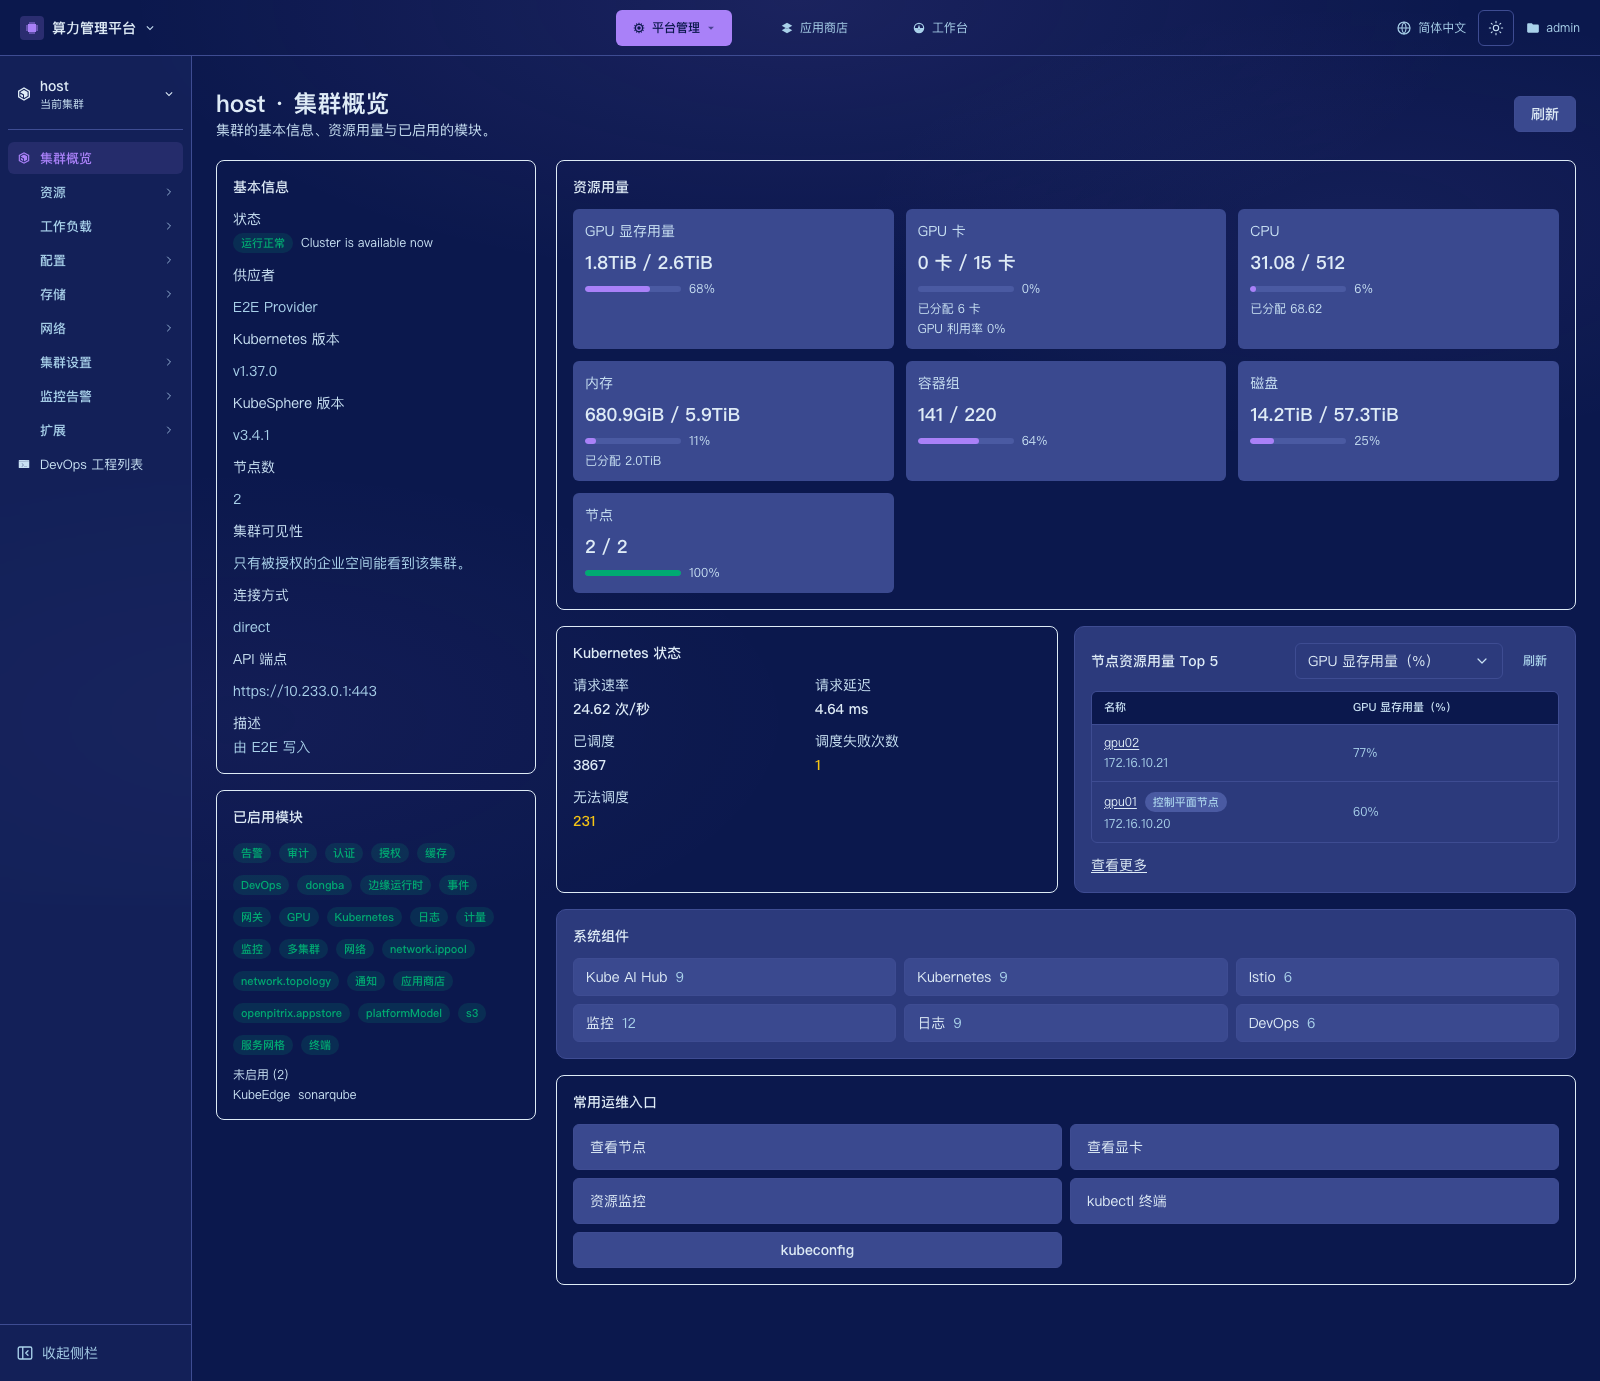 算力管理平台
平台管理
应用商店
工作台
简体中文
admin
host
当前集群
集群概览
资源
工作负载
配置
存储
网络
集群设置
监控告警
扩展
DevOps 工程列表
收起侧栏
host · 集群概览
集群的基本信息、资源用量与已启用的模块。
刷新
基本信息
状态
运行正常 Cluster is available now
供应者
E2E Provider
Kubernetes 版本
v1.37.0
KubeSphere 版本
v3.4.1
节点数
2
集群可见性
只有被授权的企业空间能看到该集群。
连接方式
direct
API 端点
https://10.233.0.1:443
描述
由 E2E 写入
已启用模块
告警 审计 认证 授权 缓存
DevOps dongba 边缘运行时 事件
网关 GPU Kubernetes 日志 计量
监控 多集群 网络 network.ippool
network.topology 通知 应用商店
openpitrix.appstore platformModel s3
服务网格 终端
未启用 (2)
KubeEdge sonarqube
资源用量
GPU 显存用量
1.8TiB / 2.6TiB
68%
GPU 卡
0 卡 / 15 卡
0%
已分配 6 卡
GPU 利用率 0%
CPU
31.08 / 512
6%
已分配 68.62
内存
680.9GiB / 5.9TiB
11%
已分配 2.0TiB
容器组
141 / 220
64%
磁盘
14.2TiB / 57.3TiB
25%
节点
2 / 2
100%
Kubernetes 状态
请求速率
24.62 次/秒
请求延迟
4.64 ms
已调度
3867
调度失败次数
1
无法调度
231
节点资源用量 Top 5
GPU 显存用量（%）
刷新
名称 GPU 显存用量（%）
gpu02
172.16.10.21
77%
gpu01 控制平面节点
172.16.10.20
60%
查看更多
系统组件
Kube AI Hub 9
Kubernetes 9
Istio 6
监控 12
日志 9
DevOps 6
常用运维入口
查看节点
查看显卡
资源监控
kubectl 终端
kubeconfig